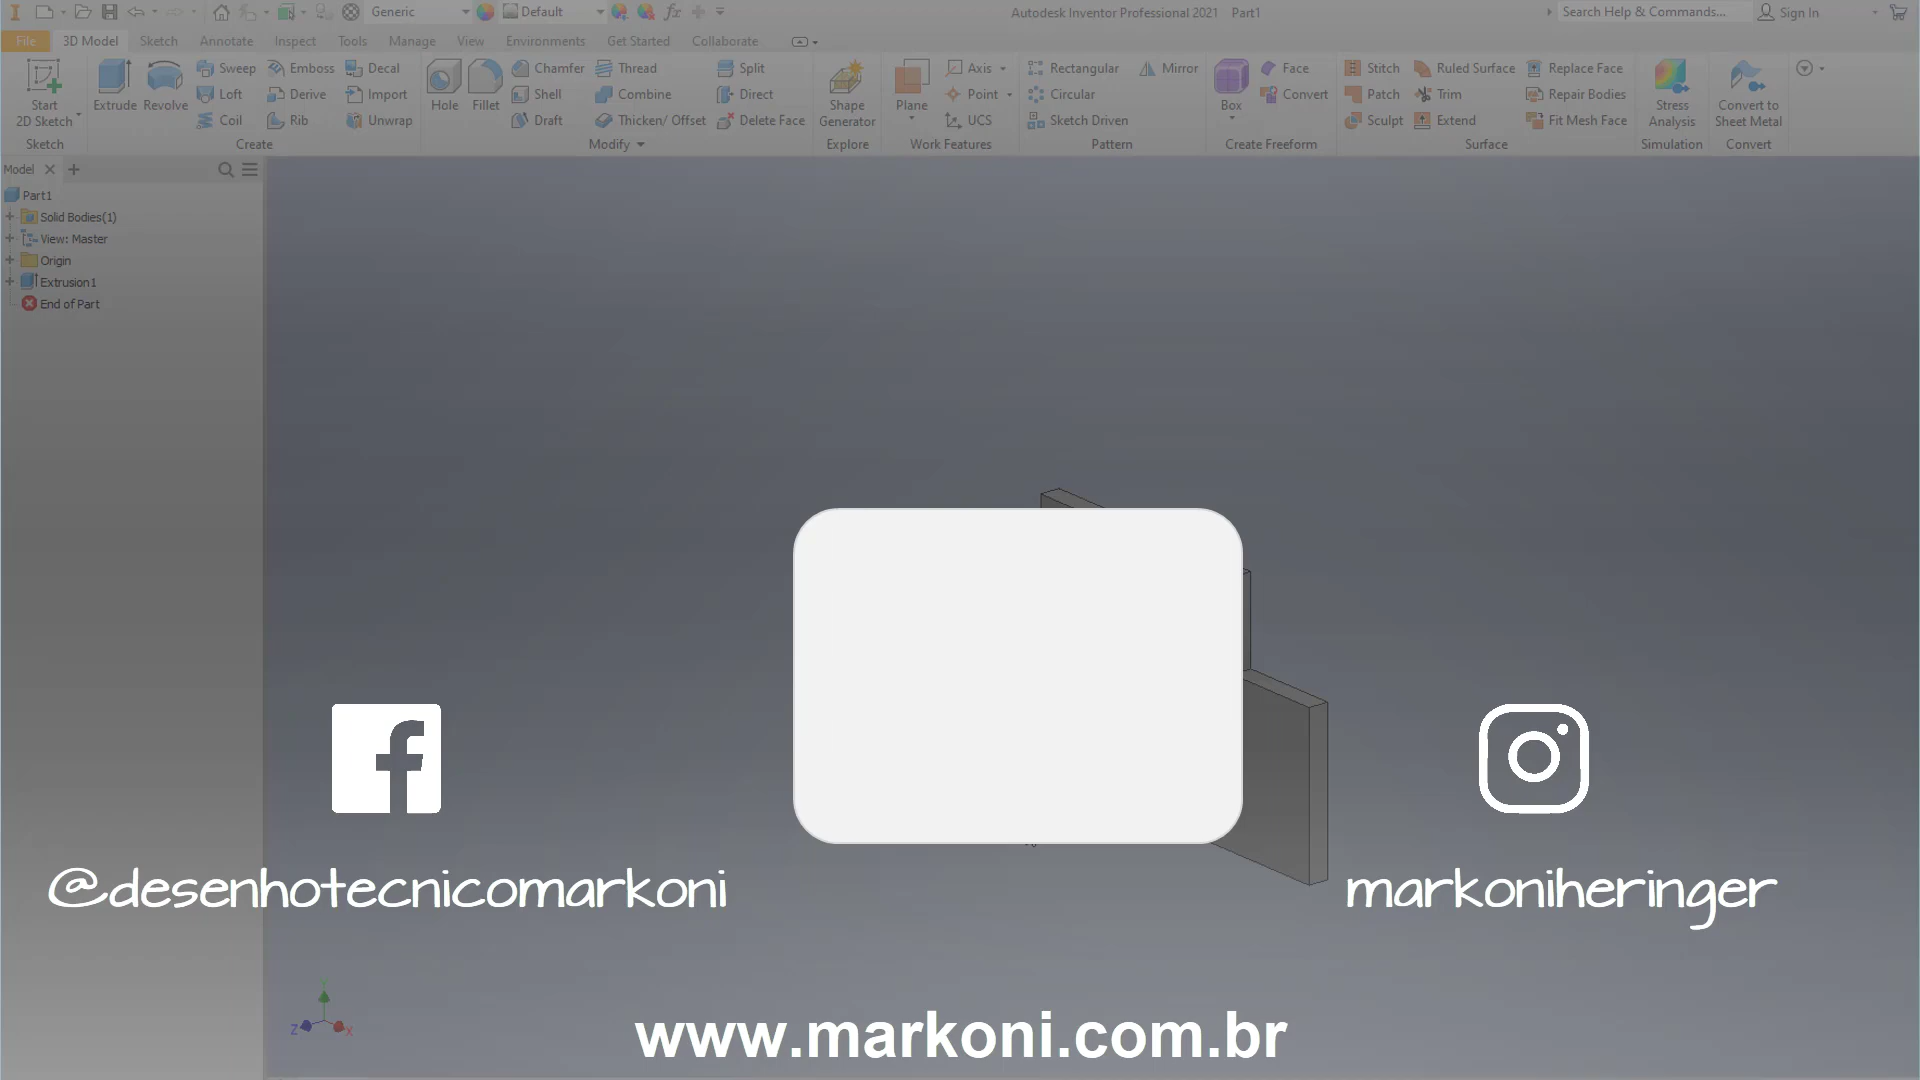 Generic
Default
Autodesk Inventor Professional 2021 Part1
Search Help & Commands...
Sign In
File
3D Model
Sketch
Annotate
Inspect
Tools
Manage
View
Environments
Get Started
Collaborate
Start
2D Sketch
Sketch
Extrude
Revolve
Sweep
Loft
Coil
Emboss
Derive
Rib
Decal
Import
Unwrap
Create
Hole
Fillet
Chamfer
Shell
Draft
Thread
Combine
Thicken/ Offset
Split
Direct
Delete Face
Modify
Shape
Generator
Explore
Plane
Axis
Point
UCS
Work Features
Rectangular
Circular
Sketch Driven
Mirror
Pattern
Box
Face
Convert
Create Freeform
Stitch
Patch
Sculpt
Ruled Surface
Trim
Extend
Replace Face
Repair Bodies
Fit Mesh Face
Surface
Stress
Analysis
Simulation
Convert to
Sheet Metal
Convert
Model
Part1
Solid Bodies(1)
View: Master
Origin
Extrusion1
End of Part
@desenhotecnicomarkoni
markoniheringer
Y
Z
X
www.markoni.com.br